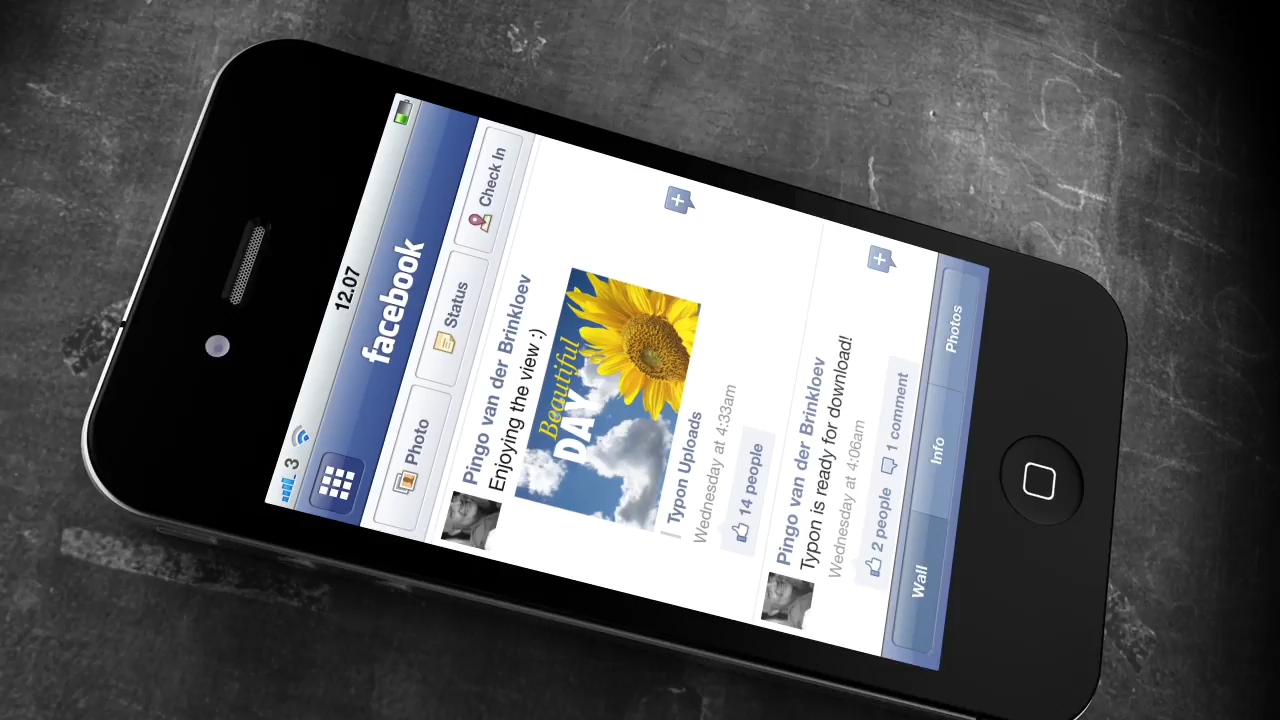 3 12.07
facebook
Photo Status Check In
Pingo van der Brinkloev
Enjoying the view :)
Beautiful
DAY
Typon Uploads
Wednesday at 4:33am
14 people
Pingo van der Brinkloev
Typon is ready for download!
Wednesday at 4:06am
2 people 1 comment
Wall Info Photos